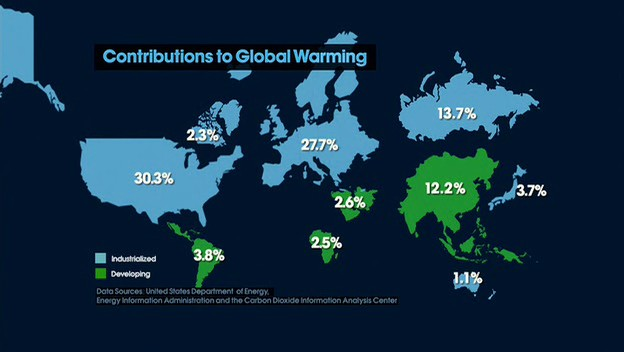 Contributions to Global Warming
2.3%
27.7%
13.7%
30.3%
2.6%
12.2%
3.7%
3.8%
2.5%
1.1%
Industrialized
Developing
Data Sources: United States Department of Energy,
Energy Information Administration and the Carbon Dioxide Information Analysis Center